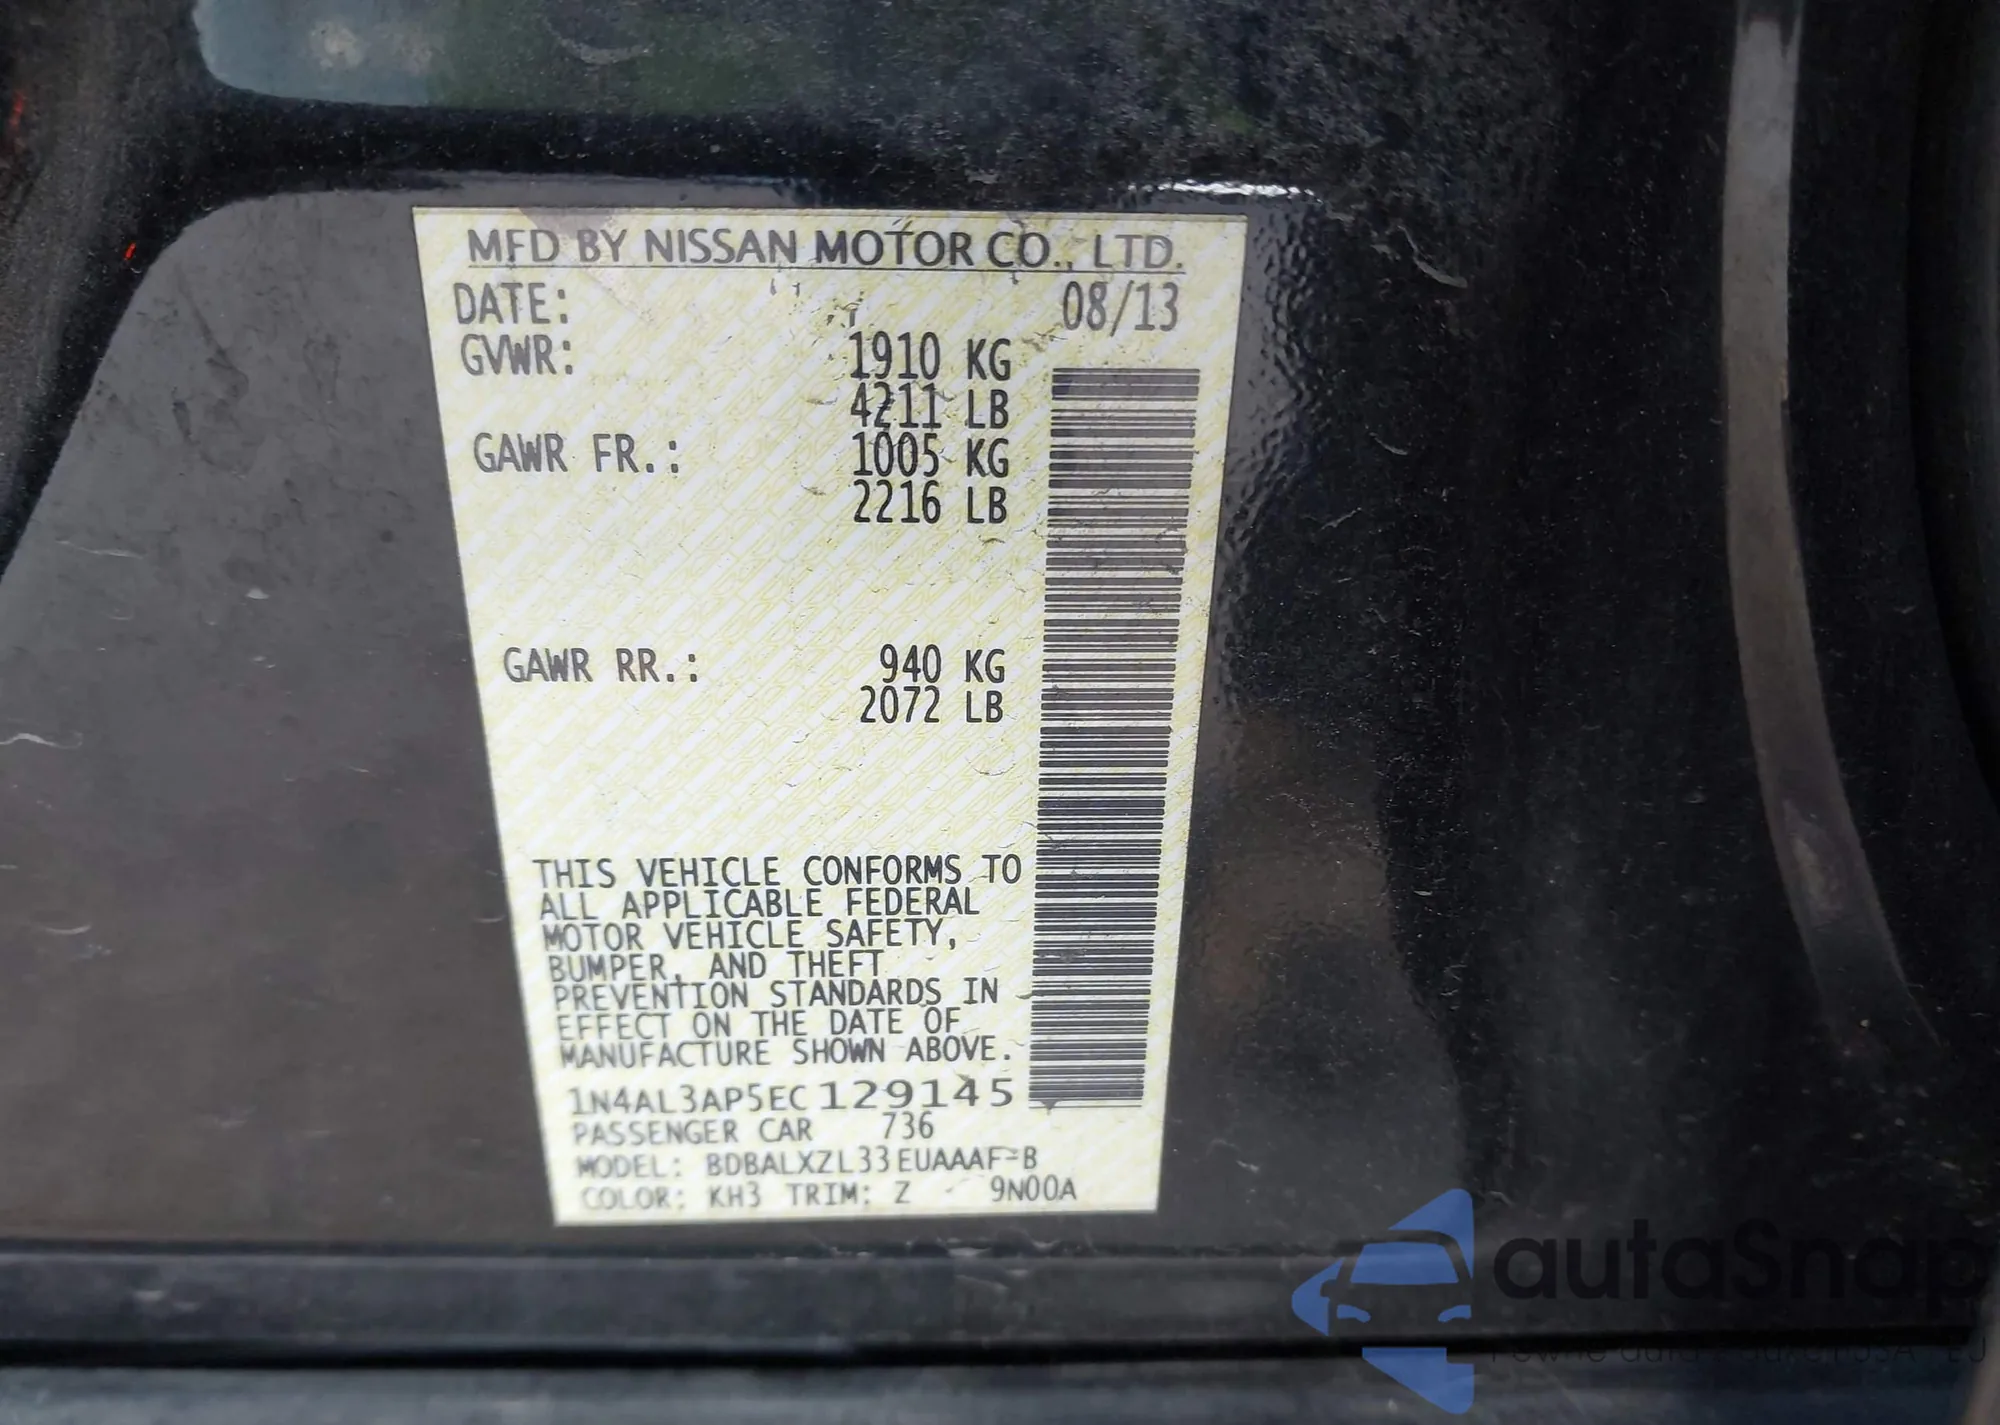 MFD BY NISSAN MOTOR CO., LTD.
DATE: 08/13
GVWR: 1910 KG
4211 LB
GAWR FR.: 1005 KG
2216 LB
GAWR RR.: 940 KG
2072 LB
THIS VEHICLE CONFORMS TO
ALL APPLICABLE FEDERAL
MOTOR VEHICLE SAFETY,
BUMPER, AND THEFT
PREVENTION STANDARDS IN
EFFECT ON THE DATE OF
MANUFACTURE SHOWN ABOVE.
1N4AL3AP5EC129145
PASSENGER CAR 736
MODEL: BDBALXZL33EUAAAF-B
COLOR: KH3 TRIM: Z 9N00A
autaSnap